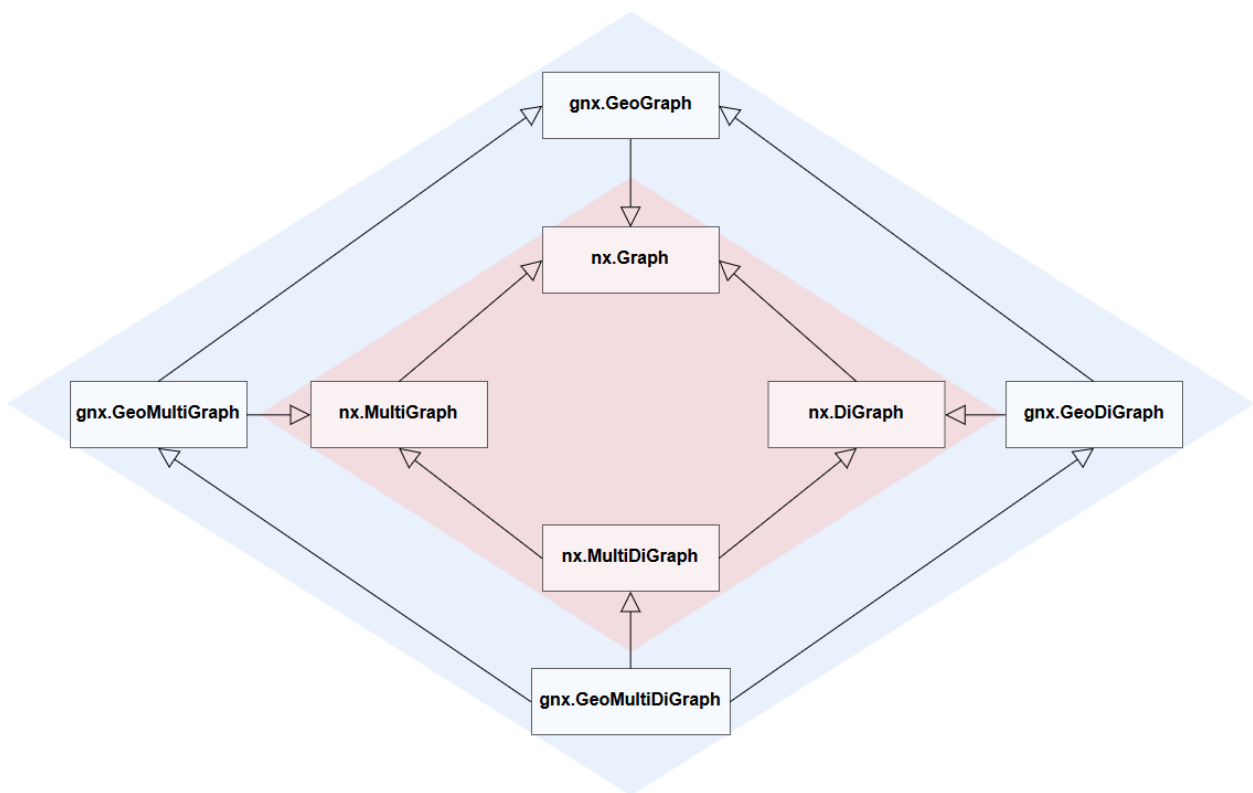 gnx.GeoGraph
nx.Graph
gnx.GeoMultiGraph
nx.MultiGraph
nx.DiGraph
gnx.GeoDiGraph
nx.MultiDiGraph
gnx.GeoMultiDiGraph